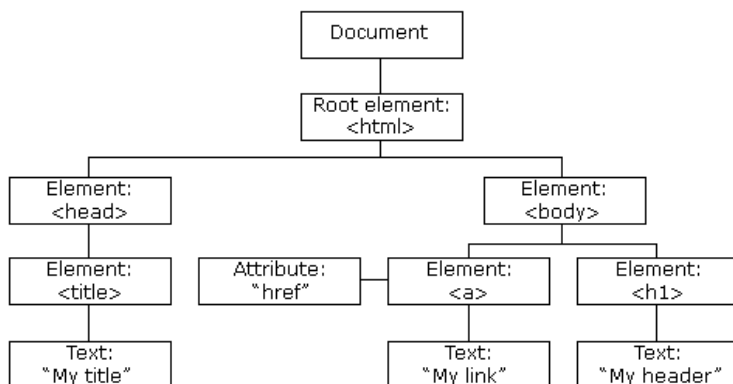 Document
Root element:
<html>
Element:
<head>
Element:
<body>
Element:
<title>
Attribute:
"href"
Element:
<a>
Element:
<h1>
Text:
"My title"
Text:
"My link"
Text:
"My header"